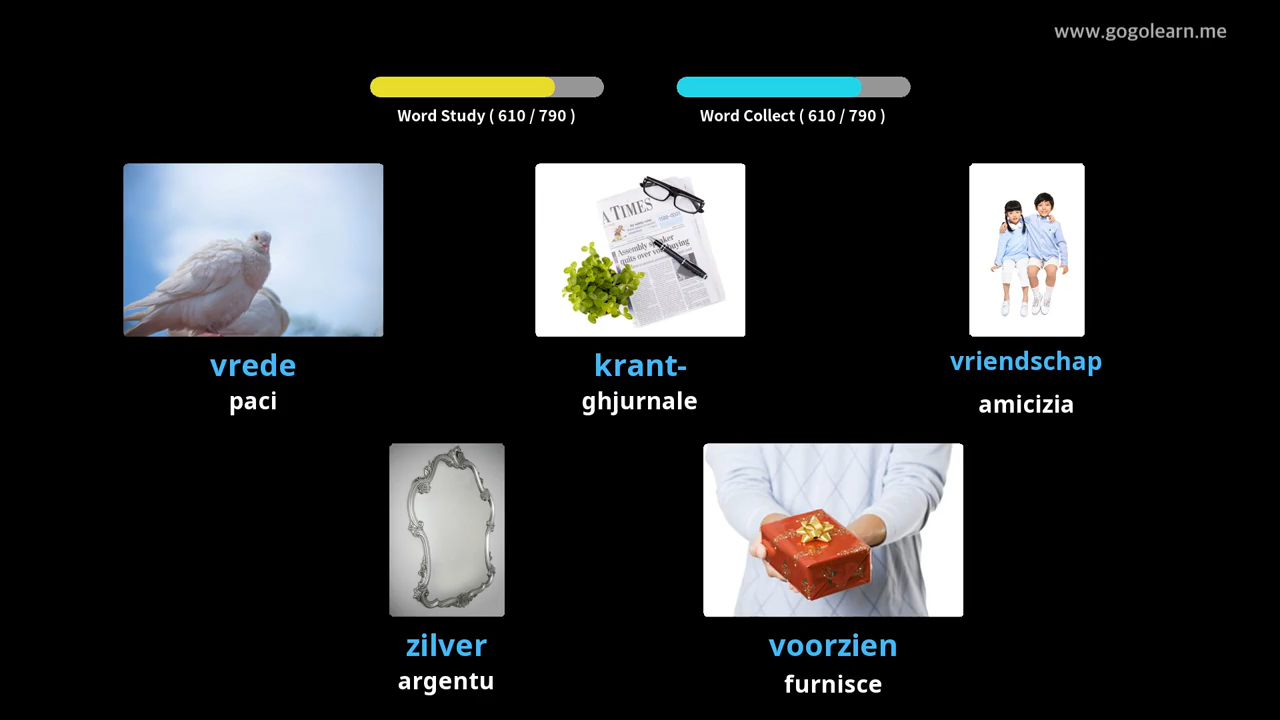 www.gogolearn.me
Word Study ( 610 / 790 )
Word Collect ( 610 / 790 )
A TIMES
vrede
paci
krant-
ghjurnale
vriendschap
amicizia
zilver
argentu
voorzien
furnisce